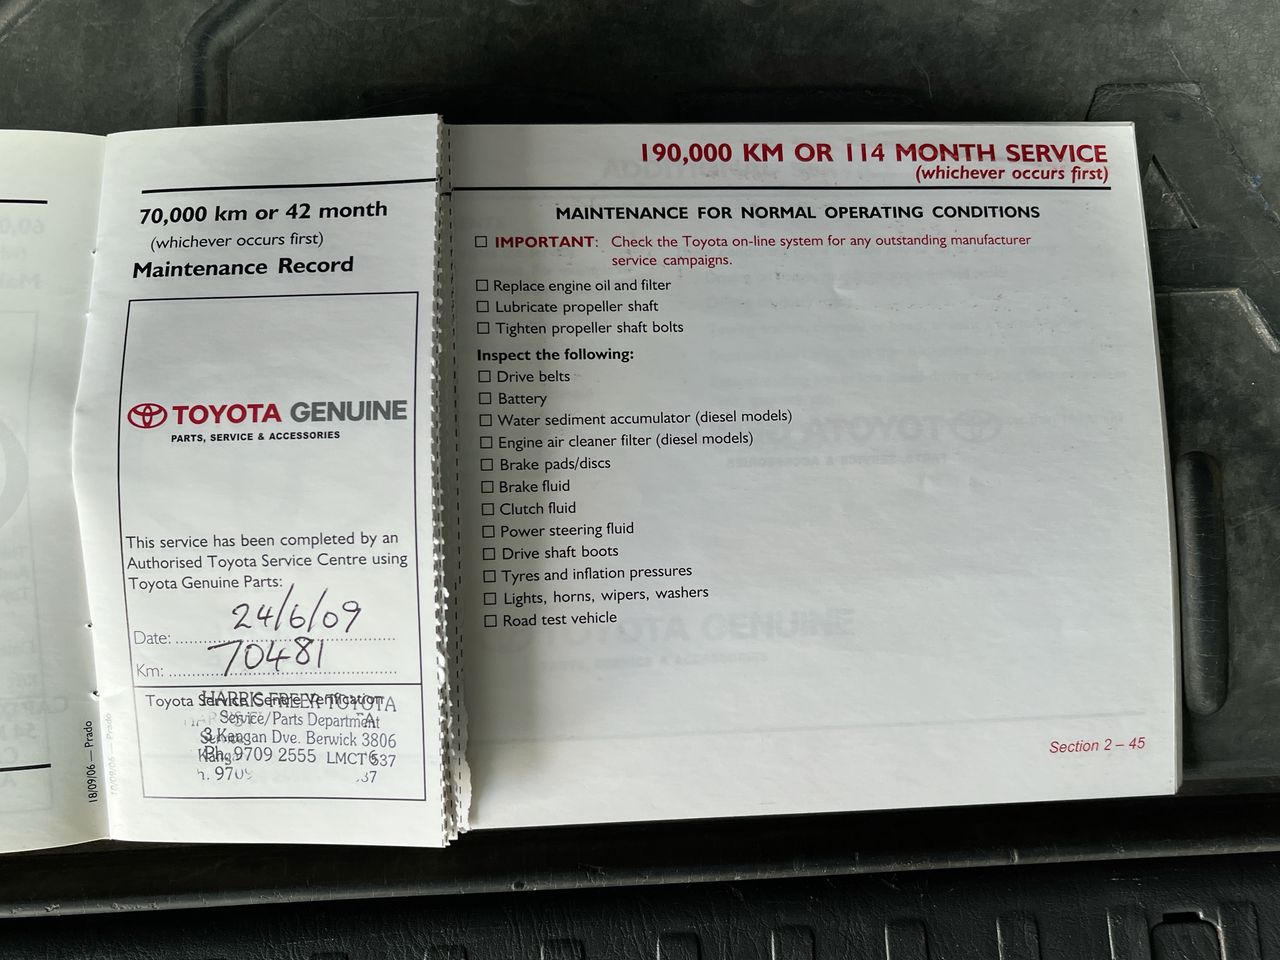 70,000 km or 42 month
(whichever occurs first)
Maintenance Record
TOYOTA GENUINE
PARTS, SERVICE & ACCESSORIES
This service has been completed by an
Authorised Toyota Service Centre using
Toyota Genuine Parts:
Date: 24/6/09
Km: 70481
Toyota Service Centre Verification
HARRIS FREER TOYOTA
Service/Parts Department
3 Kangan Dve. Berwick 3806
Ph. 9709 2555 LMCT 637
18/09/06 — Prado
190,000 KM OR 114 MONTH SERVICE
(whichever occurs first)
MAINTENANCE FOR NORMAL OPERATING CONDITIONS
IMPORTANT: Check the Toyota on-line system for any outstanding manufacturer
service campaigns.
Replace engine oil and filter
Lubricate propeller shaft
Tighten propeller shaft bolts
Inspect the following:
Drive belts
Battery
Water sediment accumulator (diesel models)
Engine air cleaner filter (diesel models)
Brake pads/discs
Brake fluid
Clutch fluid
Power steering fluid
Drive shaft boots
Tyres and inflation pressures
Lights, horns, wipers, washers
Road test vehicle
Section 2 – 45